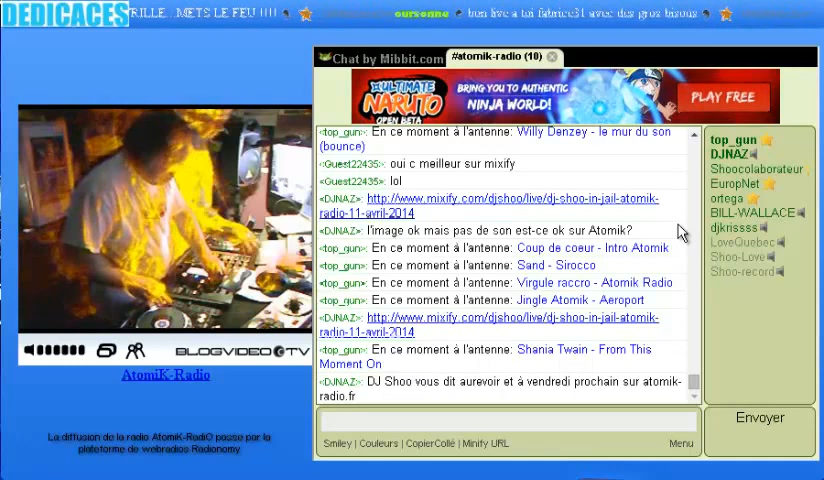 DEDICACES
RILLE...METS LE FEU !!!! oursonne bon live a toi fabrice31 avec des gros bisous
Chat by Mibbit.com #atomik-radio (10)
ULTIMATE NARUTO OPEN BETA
BRING YOU TO AUTHENTIC NINJA WORLD!
PLAY FREE
<top_gun>: En ce moment à l'antenne: Willy Denzey - le mur du son
(bounce)
<Guest22435>: oui c meilleur sur mixify
<Guest22435>: lol
<DJNAZ>: http://www.mixify.com/djshoo/live/dj-shoo-in-jail-atomik-
radio-11-avril-2014
<DJNAZ>: l'image ok mais pas de son est-ce ok sur Atomik?
<top_gun>: En ce moment à l'antenne: Coup de coeur - Intro Atomik
<top_gun>: En ce moment à l'antenne: Sand - Sirocco
<top_gun>: En ce moment à l'antenne: Virgule raccro - Atomik Radio
<top_gun>: En ce moment à l'antenne: Jingle Atomik - Aeroport
<DJNAZ>: http://www.mixify.com/djshoo/live/dj-shoo-in-jail-atomik-
radio-11-avril-2014
<top_gun>: En ce moment à l'antenne: Shania Twain - From This
Moment On
<DJNAZ>: DJ Shoo vous dit aurevoir et à vendredi prochain sur atomik-
radio.fr
top_gun
DJNAZ
Shoocolaborateur
EuropNet
ortega
BILL-WALLACE
djkrissss
LoveQuebec
Shoo-Love
Shoo-record
Envoyer
Smiley | Couleurs | CopierCollé | Minify URL
Menu
BLOGVIDEO TV
AtomiK-Radio
La diffusion de la radio AtomiK-RadiO passe par la
plateforme de webradios Radionomy